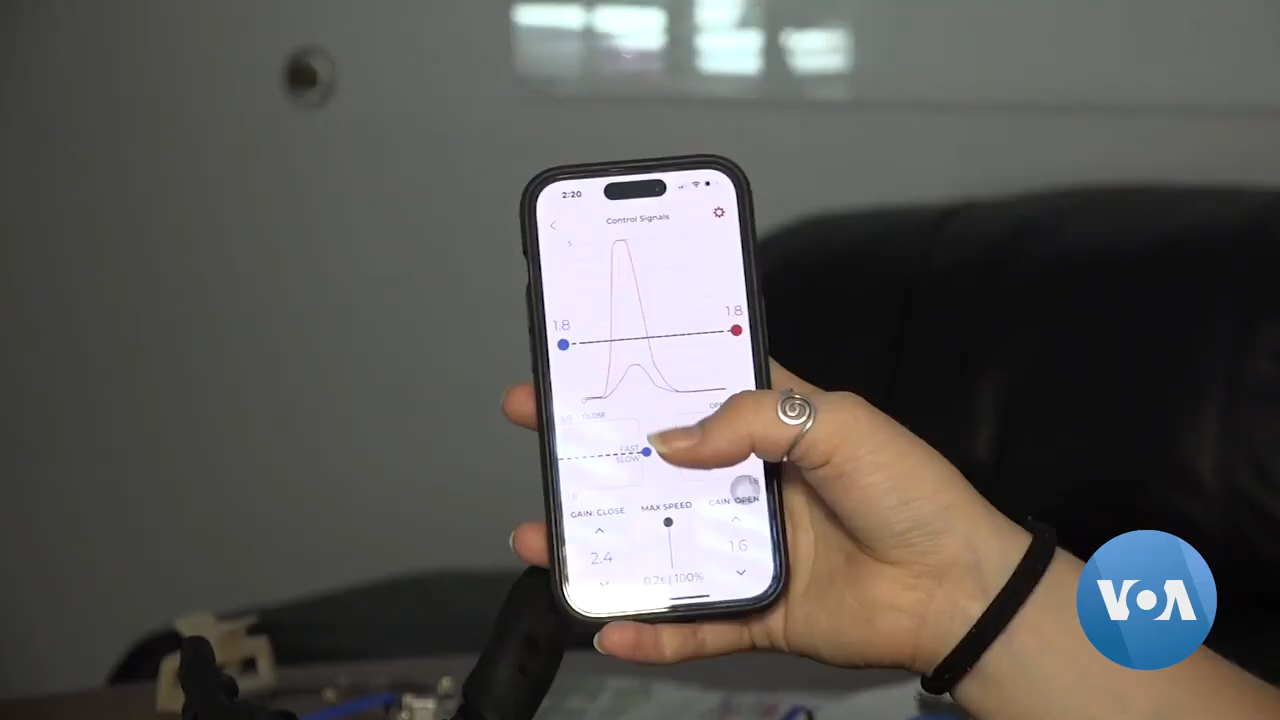 2:20
Control Signals
5
1.8
1.8
0
CLOSE
FAST
SLOW
GAIN: CLOSE
MAX SPEED
GAIN: OPEN
2.4
1.6
0.2s | 100%
VOA